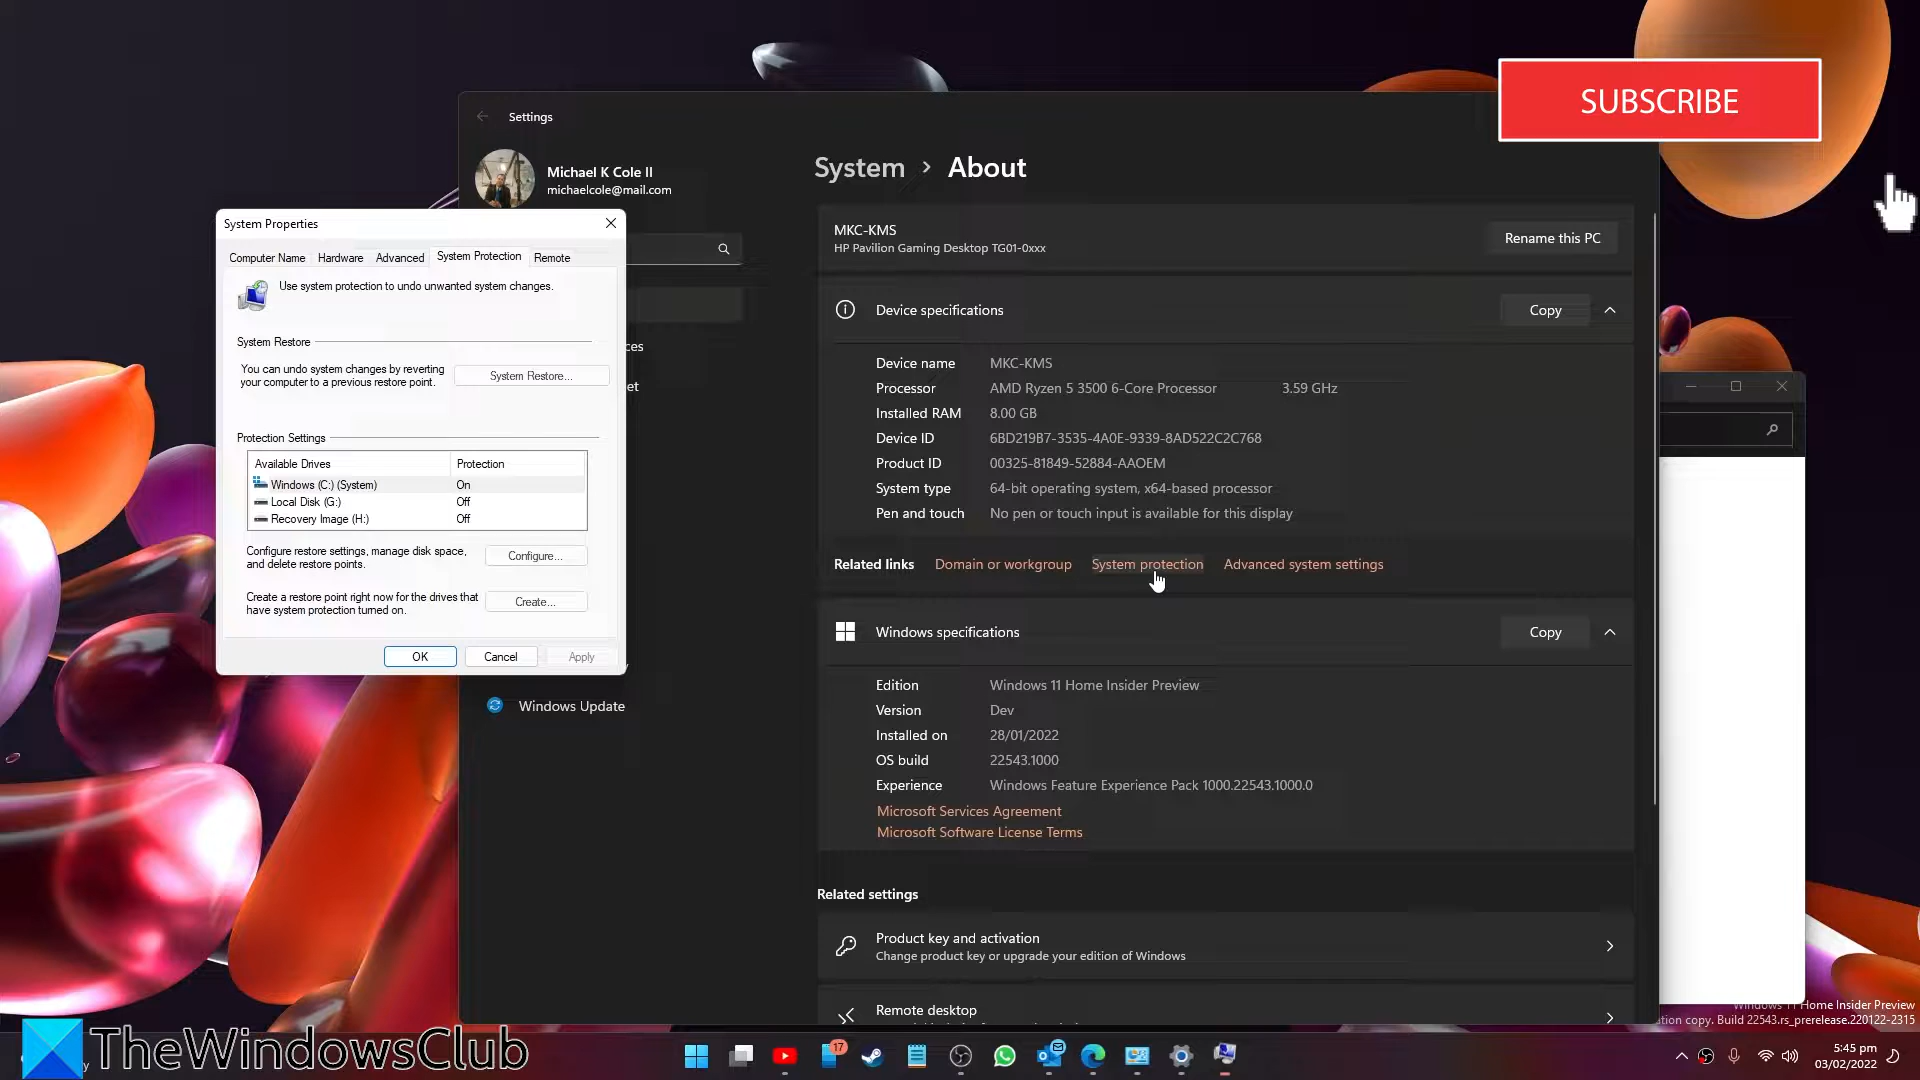 SUBSCRIBE
Settings
Michael K Cole II
michaelcole@mail.com
System › About
MKC-KMS
HP Pavilion Gaming Desktop TG01-0xxx
Rename this PC
System Properties
Computer Name Hardware Advanced System Protection Remote
Use system protection to undo unwanted system changes.
System Restore
You can undo system changes by reverting
your computer to a previous restore point.
System Restore...
Protection Settings
Available Drives Protection
Windows (C:) (System) On
Local Disk (G:) Off
Recovery Image (H:) Off
Configure restore settings, manage disk space,
and delete restore points.
Configure...
Create a restore point right now for the drives that
have system protection turned on.
Create...
OK Cancel Apply
Windows Update
Device specifications
Copy
Device name MKC-KMS
Processor AMD Ryzen 5 3500 6-Core Processor 3.59 GHz
Installed RAM 8.00 GB
Device ID 6BD219B7-3535-4A0E-9339-8AD522C2C768
Product ID 00325-81849-52884-AAOEM
System type 64-bit operating system, x64-based processor
Pen and touch No pen or touch input is available for this display
Related links Domain or workgroup System protection Advanced system settings
Windows specifications
Copy
Edition Windows 11 Home Insider Preview
Version Dev
Installed on 28/01/2022
OS build 22543.1000
Experience Windows Feature Experience Pack 1000.22543.1000.0
Microsoft Services Agreement
Microsoft Software License Terms
Related settings
Product key and activation
Change product key or upgrade your edition of Windows
Remote desktop
Windows 11 Home Insider Preview
copy. Build 22543.rs_prerelease.220122-2315
TheWindowsClub
17
5:45 pm
03/02/2022